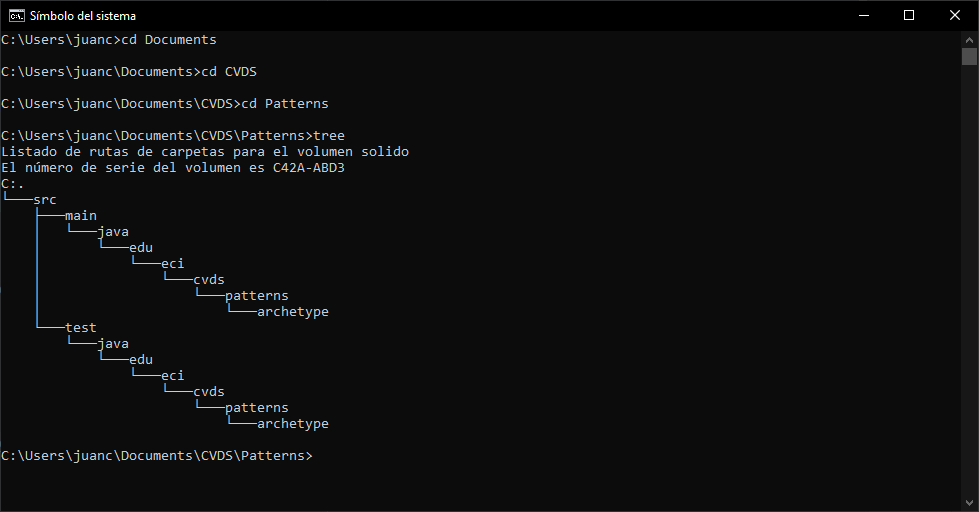 Símbolo del sistema
C:\Users\juanc>cd Documents
C:\Users\juanc\Documents>cd CVDS
C:\Users\juanc\Documents\CVDS>cd Patterns
C:\Users\juanc\Documents\CVDS\Patterns>tree
Listado de rutas de carpetas para el volumen solido
El número de serie del volumen es C42A-ABD3
C:.
└───src
    ├───main
    │   └───java
    │       └───edu
    │           └───eci
    │               └───cvds
    │                   └───patterns
    │                       └───archetype
    └───test
        └───java
            └───edu
                └───eci
                    └───cvds
                        └───patterns
                            └───archetype
C:\Users\juanc\Documents\CVDS\Patterns>